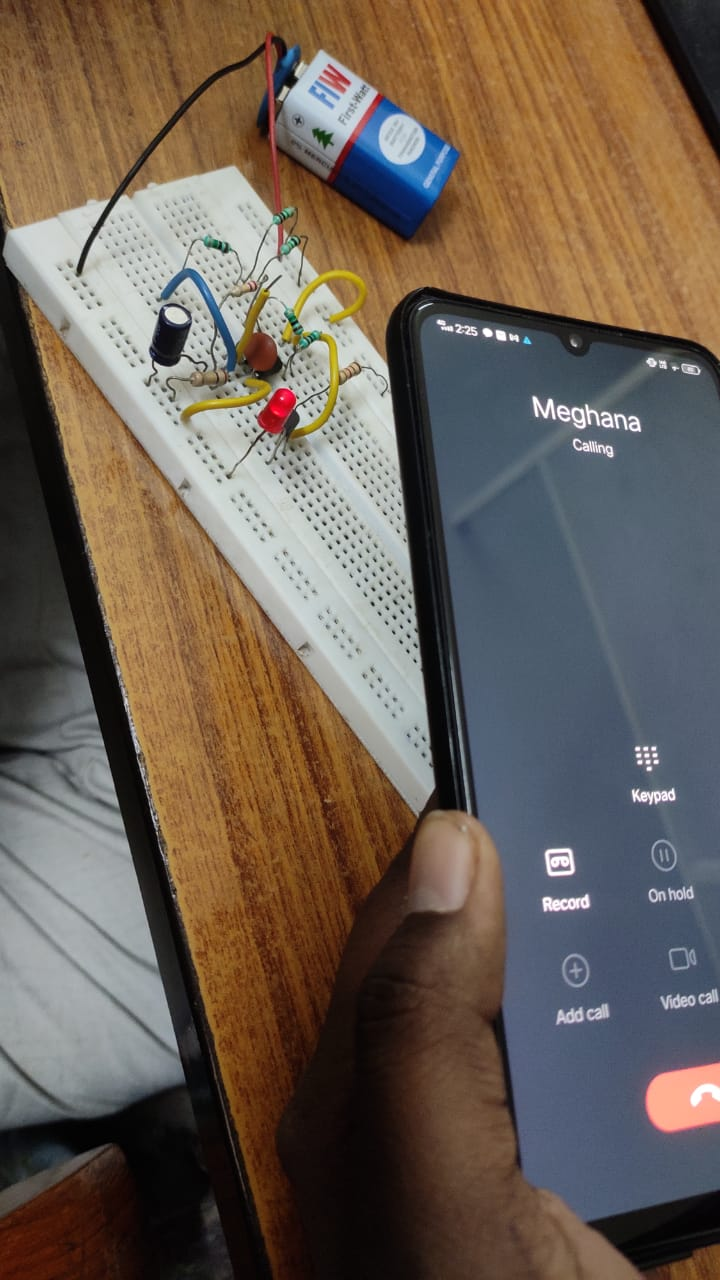 FIW
First-Watt
2:25
Meghana
Calling
Keypad
Record
On hold
Add call
Video call